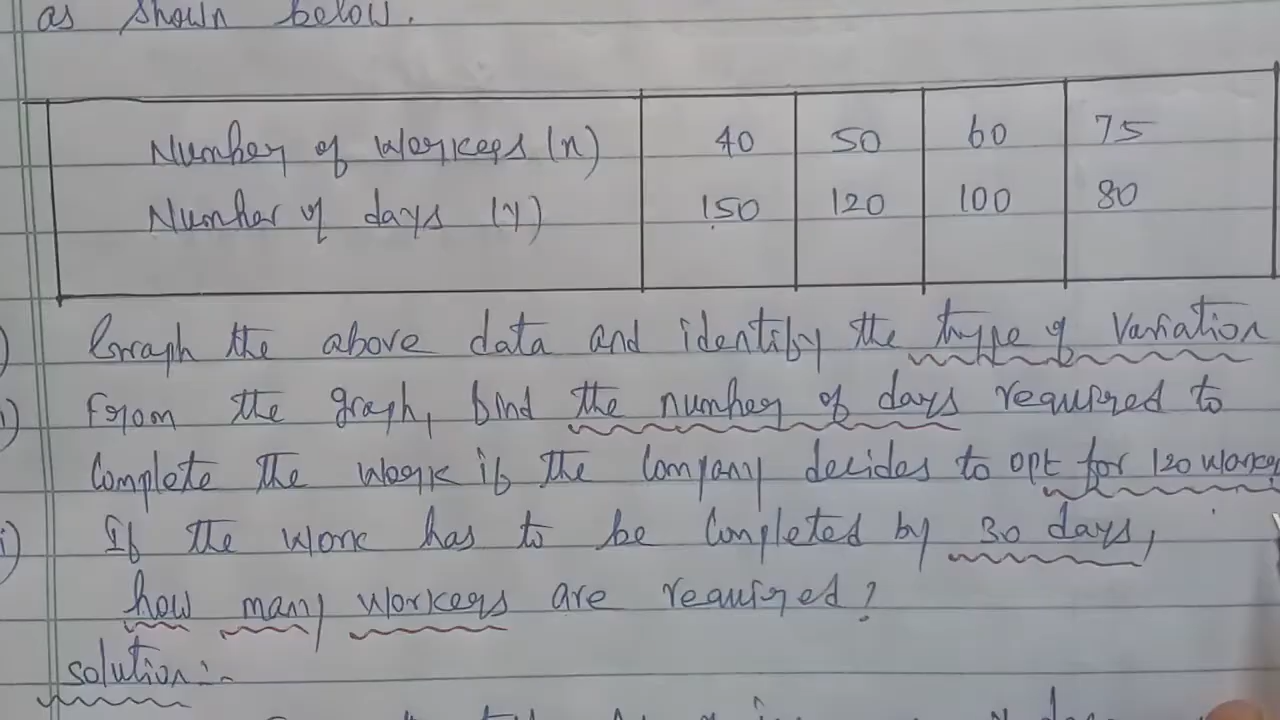 as shown below.
Number of workers (x) 40 50 60 75
Number of days (y) 150 120 100 80
) Graph the above data and identify the type of variation
i) From the graph, find the number of days required to
complete the work if the company decides to opt for 120 worke
i) If the work has to be completed by 30 days,
how many workers are required?
Solution:-